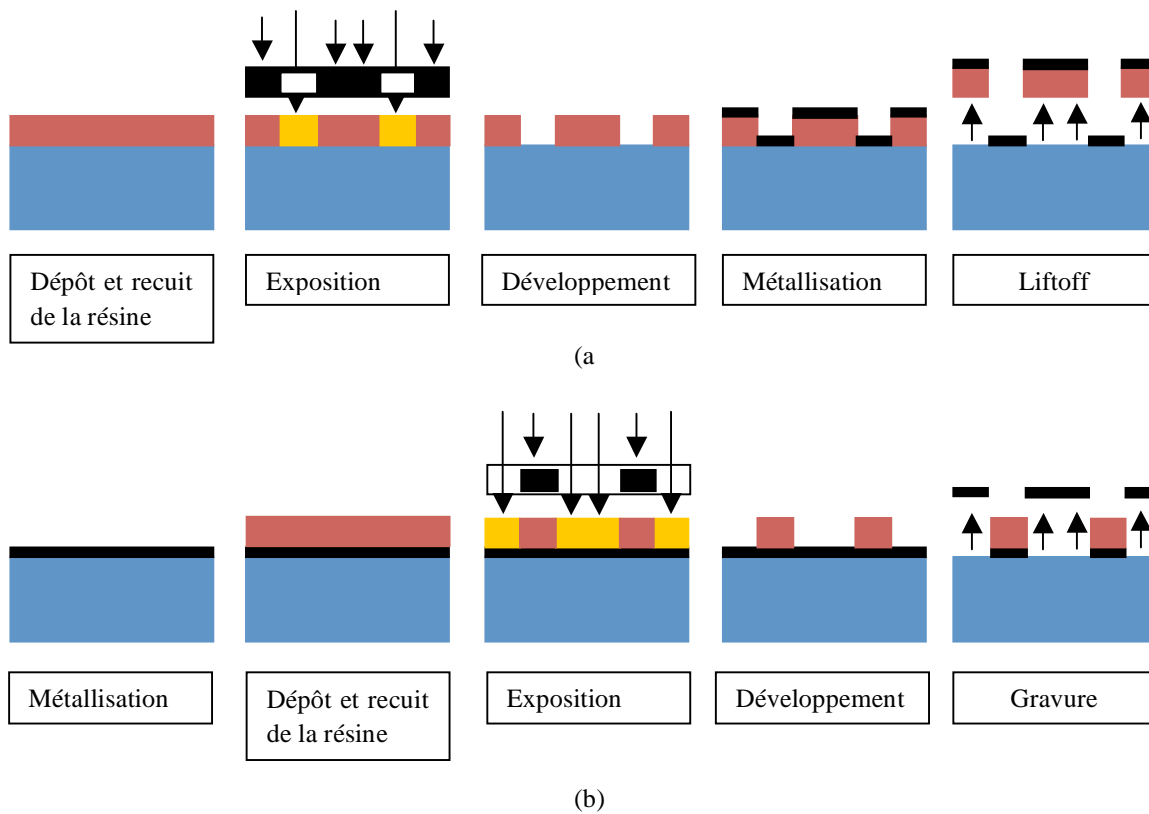 Dépôt et recuit
de la résine
Exposition
Développement
Métallisation
Liftoff
(a
Métallisation
Dépôt et recuit
de la résine
Exposition
Développement
Gravure
(b)